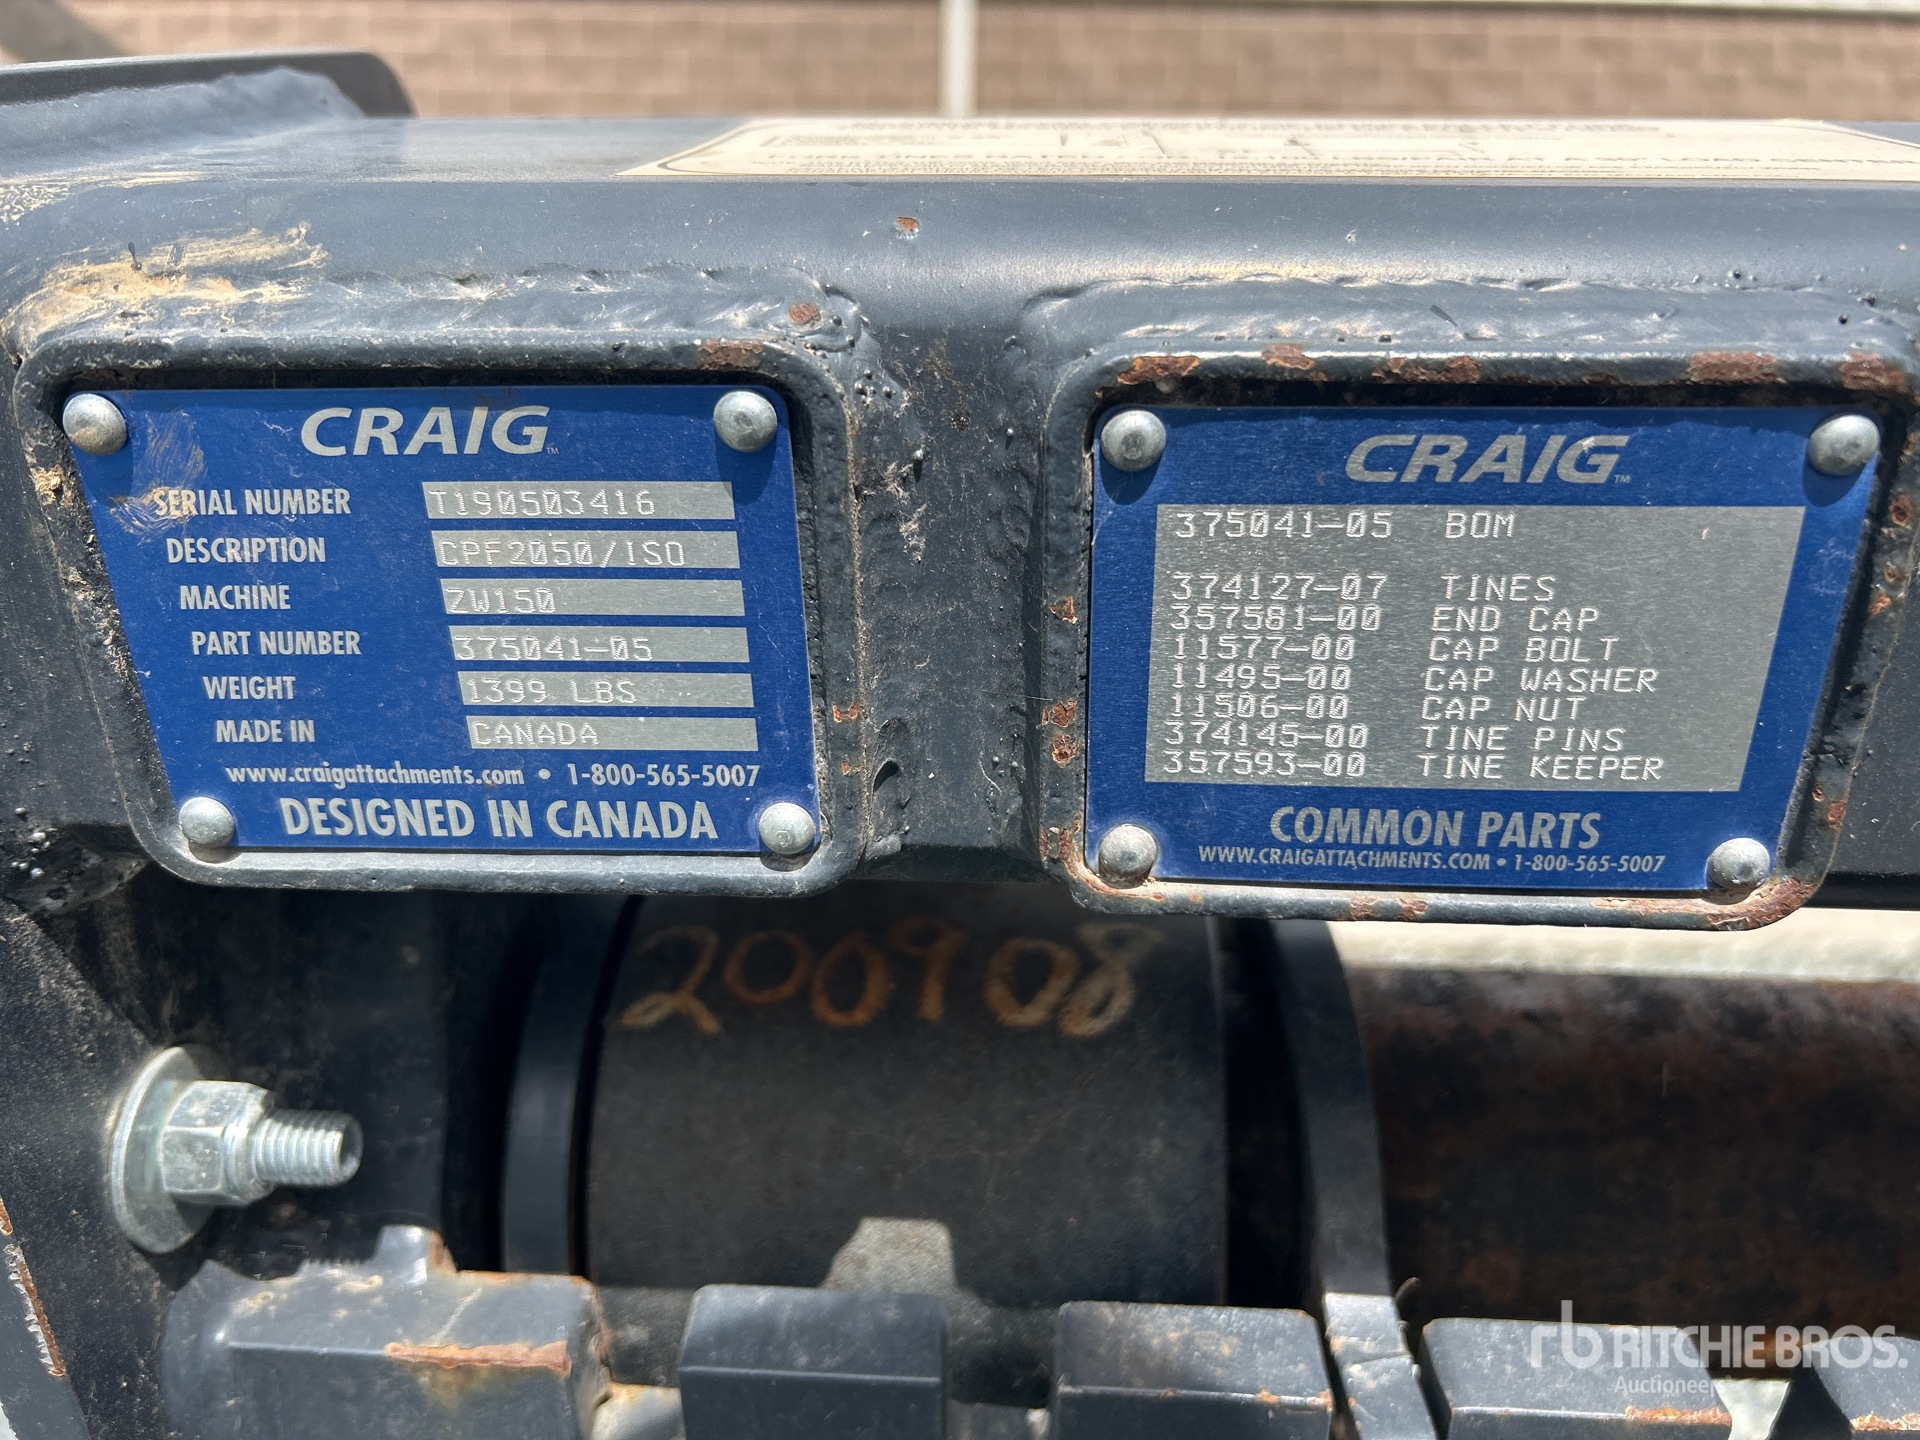 CRAIG™
SERIAL NUMBER T190503416
DESCRIPTION CPF2050/ISO
MACHINE ZW150
PART NUMBER 375041-05
WEIGHT 1399 LBS
MADE IN CANADA
www.craigattachments.com • 1-800-565-5007
DESIGNED IN CANADA
CRAIG™
375041-05 BOM
374127-07 TINES
357581-00 END CAP
11577-00 CAP BOLT
11495-00 CAP WASHER
11506-00 CAP NUT
374145-00 TINE PINS
357593-00 TINE KEEPER
COMMON PARTS
WWW.CRAIGATTACHMENTS.COM • 1-800-565-5007
200908
rb RITCHIE BROS.
Auctioneers